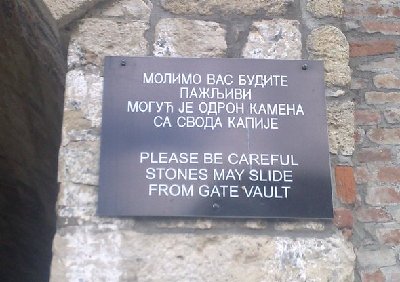 МОЛИМО ВАС БУДИТЕ
ПАЖЉИВИ
МОГУЋ ЈЕ ОДРОН КАМЕНА
СА СВОДА КАПИЈЕ
PLEASE BE CAREFUL
STONES MAY SLIDE
FROM GATE VAULT